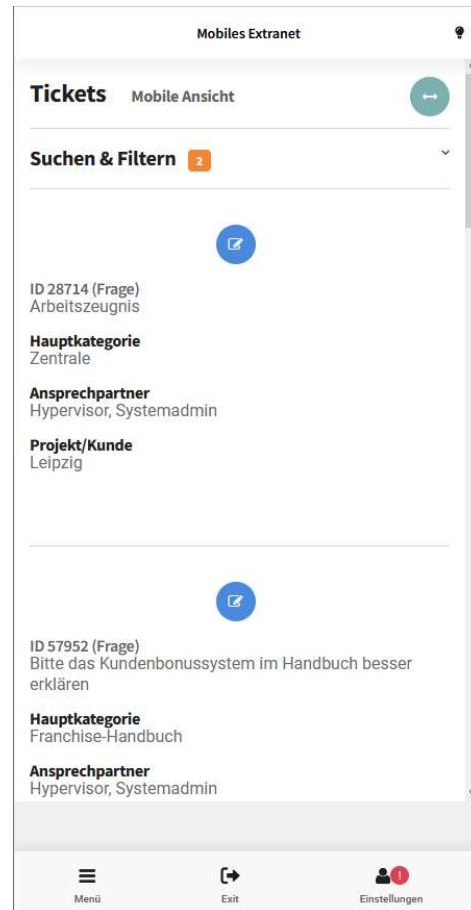 Mobiles Extranet
Tickets Mobile Ansicht
Suchen & Filtern 2
ID 28714 (Frage)
Arbeitszeugnis
Hauptkategorie
Zentrale
Ansprechpartner
Hypervisor, Systemadmin
Projekt/Kunde
Leipzig
ID 57952 (Frage)
Bitte das Kundenbonussystem im Handbuch besser
erklären
Hauptkategorie
Franchise-Handbuch
Ansprechpartner
Hypervisor, Systemadmin
!
Menü Exit Einstellungen